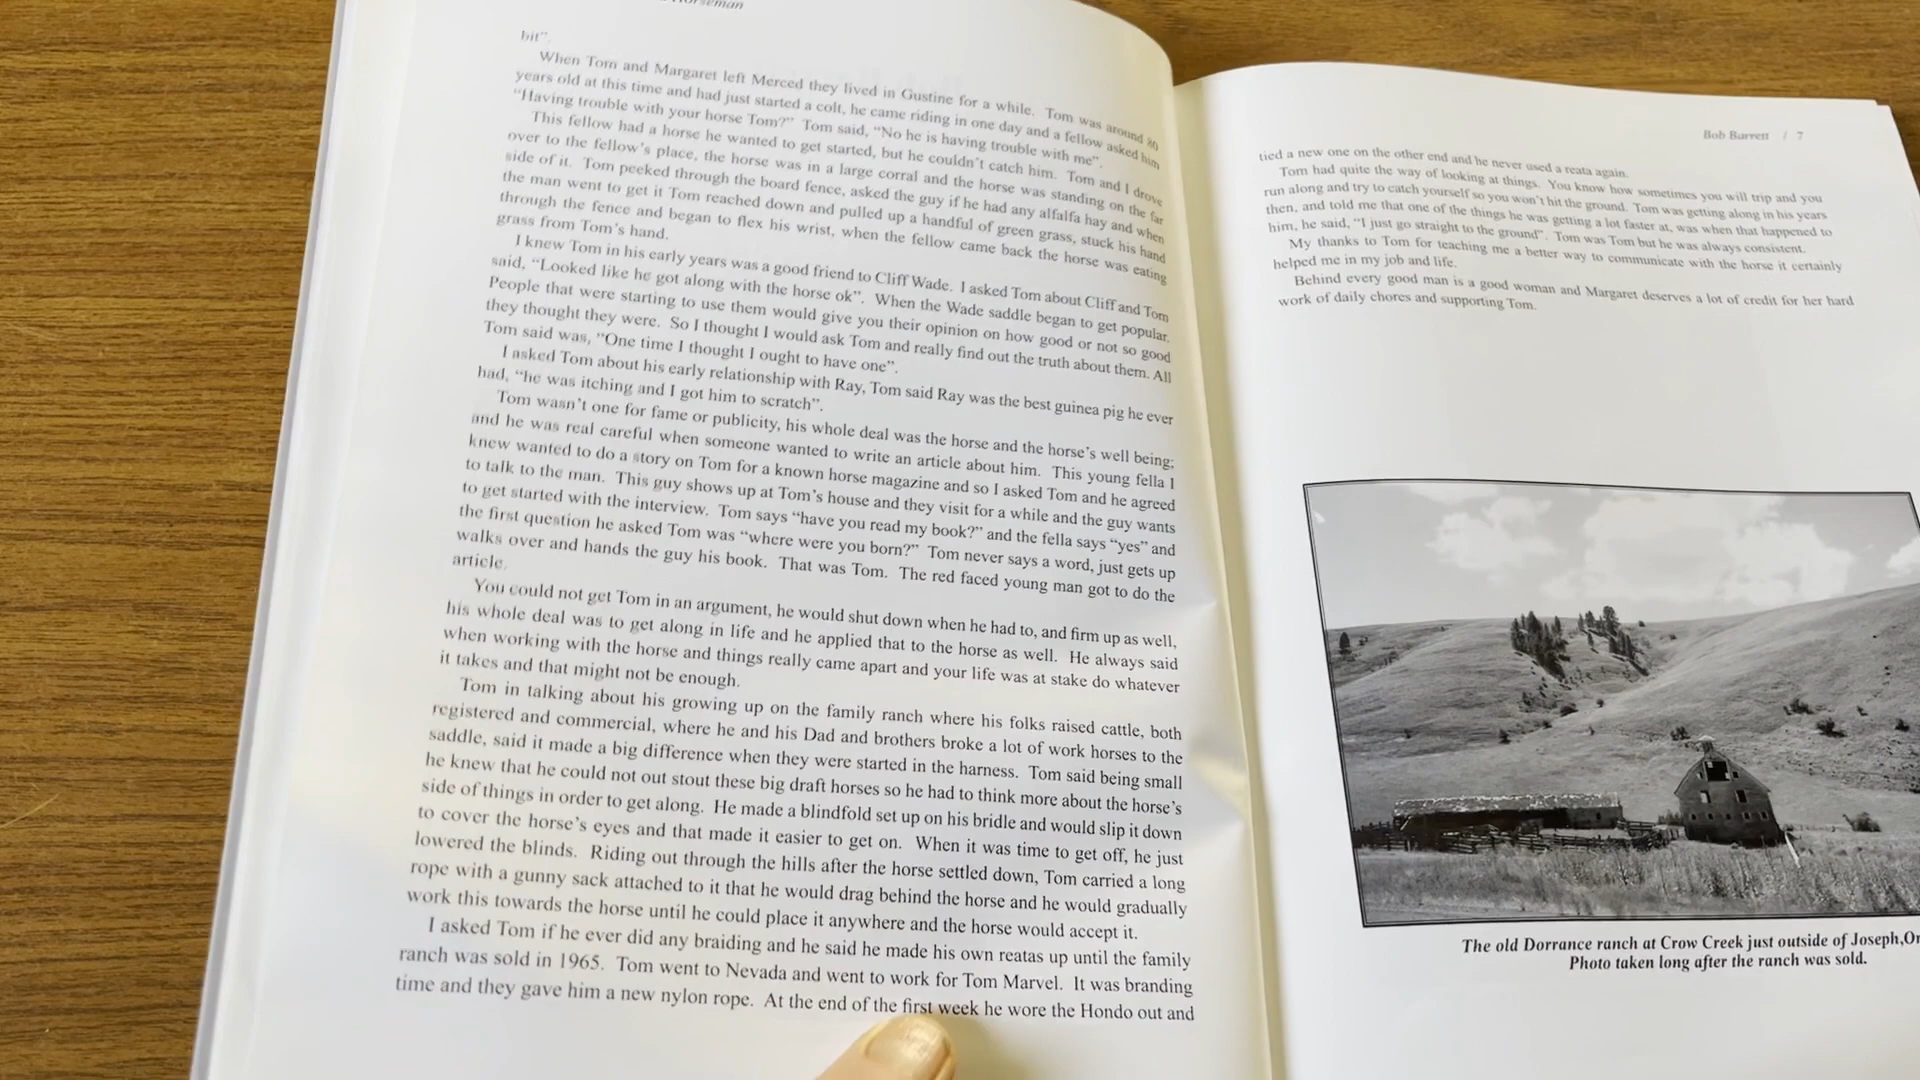 Horseman
bit”.
When Tom and Margaret left Merced they lived in Gustine for a while. Tom was around 80
years old at this time and had just started a colt, he came riding in one day and a fellow asked him
“Having trouble with your horse Tom?” Tom said, “No he is having trouble with me”.
This fellow had a horse he wanted to get started, but he couldn’t catch him. Tom and I drove
over to the fellow’s place, the horse was in a large corral and the horse was standing on the far
side of it. Tom peeked through the board fence, asked the guy if he had any alfalfa hay and when
the man went to get it Tom reached down and pulled up a handful of green grass, stuck his hand
through the fence and began to flex his wrist, when the fellow came back the horse was eating
grass from Tom’s hand.
I knew Tom in his early years was a good friend to Cliff Wade. I asked Tom about Cliff and Tom
said, “Looked like he got along with the horse ok”. When the Wade saddle began to get popular.
People that were starting to use them would give you their opinion on how good or not so good
they thought they were. So I thought I would ask Tom and really find out the truth about them. All
Tom said was, “One time I thought I ought to have one”.
I asked Tom about his early relationship with Ray, Tom said Ray was the best guinea pig he ever
had, “he was itching and I got him to scratch”.
Tom wasn’t one for fame or publicity, his whole deal was the horse and the horse’s well being;
and he was real careful when someone wanted to write an article about him. This young fella I
knew wanted to do a story on Tom for a known horse magazine and so I asked Tom and he agreed
to talk to the man. This guy shows up at Tom’s house and they visit for a while and the guy wants
to get started with the interview. Tom says “have you read my book?” and the fella says “yes” and
the first question he asked Tom was “where were you born?” Tom never says a word, just gets up
walks over and hands the guy his book. That was Tom. The red faced young man got to do the
article.
You could not get Tom in an argument, he would shut down when he had to, and firm up as well,
his whole deal was to get along in life and he applied that to the horse as well. He always said
when working with the horse and things really came apart and your life was at stake do whatever
it takes and that might not be enough.
Tom in talking about his growing up on the family ranch where his folks raised cattle, both
registered and commercial, where he and his Dad and brothers broke a lot of work horses to the
saddle, said it made a big difference when they were started in the harness. Tom said being small
he knew that he could not out stout these big draft horses so he had to think more about the horse’s
side of things in order to get along. He made a blindfold set up on his bridle and would slip it down
to cover the horse’s eyes and that made it easier to get on. When it was time to get off, he just
lowered the blinds. Riding out through the hills after the horse settled down, Tom carried a long
rope with a gunny sack attached to it that he would drag behind the horse and he would gradually
work this towards the horse until he could place it anywhere and the horse would accept it.
I asked Tom if he ever did any braiding and he said he made his own reatas up until the family
ranch was sold in 1965. Tom went to Nevada and went to work for Tom Marvel. It was branding
time and they gave him a new nylon rope. At the end of the first week he wore the Hondo out and
Bob Barrett / 7
tied a new one on the other end and he never used a reata again.
Tom had quite the way of looking at things. You know how sometimes you will trip and you
run along and try to catch yourself so you won’t hit the ground. Tom was getting along in his years
then, and told me that one of the things he was getting a lot faster at, was when that happened to
him, he said, “I just go straight to the ground”. Tom was Tom but he was always consistent.
My thanks to Tom for teaching me a better way to communicate with the horse it certainly
helped me in my job and life.
Behind every good man is a good woman and Margaret deserves a lot of credit for her hard
work of daily chores and supporting Tom.
The old Dorrance ranch at Crow Creek just outside of Joseph,Or
Photo taken long after the ranch was sold.